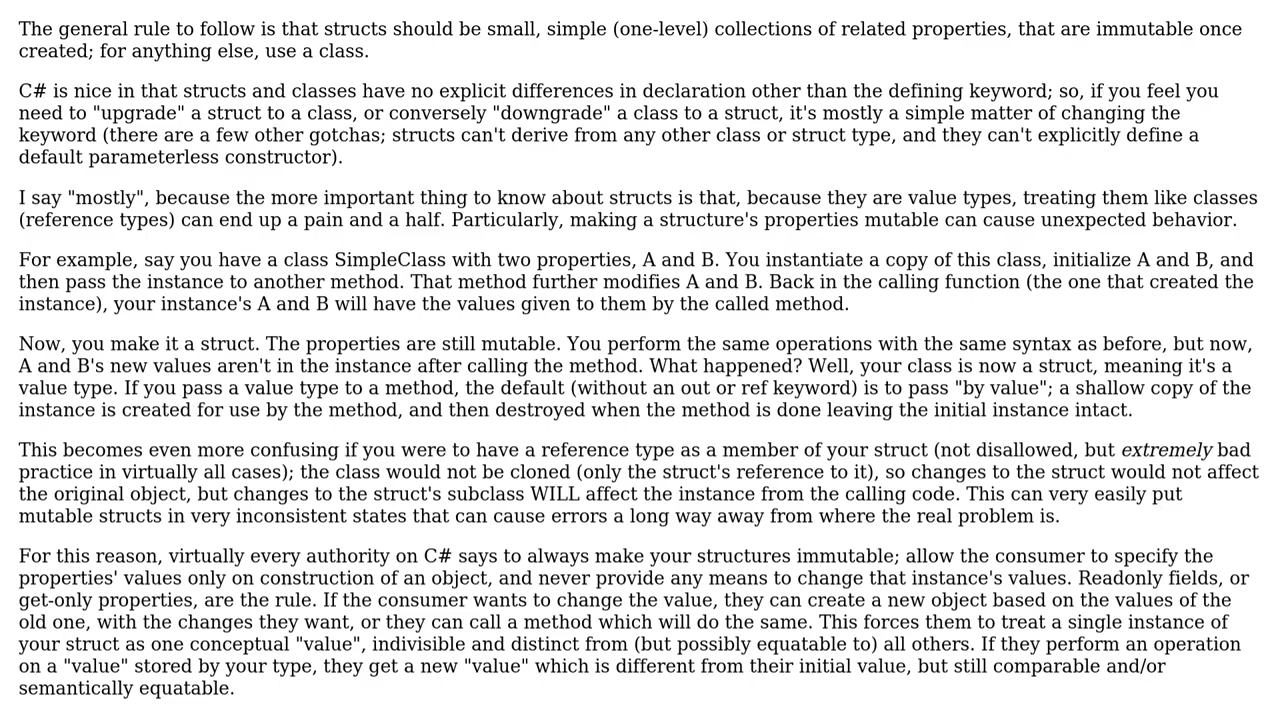 The general rule to follow is that structs should be small, simple (one-level) collections of related properties, that are immutable once
created; for anything else, use a class.
C# is nice in that structs and classes have no explicit differences in declaration other than the defining keyword; so, if you feel you
need to "upgrade" a struct to a class, or conversely "downgrade" a class to a struct, it's mostly a simple matter of changing the
keyword (there are a few other gotchas; structs can't derive from any other class or struct type, and they can't explicitly define a
default parameterless constructor).
I say "mostly", because the more important thing to know about structs is that, because they are value types, treating them like classes
(reference types) can end up a pain and a half. Particularly, making a structure's properties mutable can cause unexpected behavior.
For example, say you have a class SimpleClass with two properties, A and B. You instantiate a copy of this class, initialize A and B, and
then pass the instance to another method. That method further modifies A and B. Back in the calling function (the one that created the
instance), your instance's A and B will have the values given to them by the called method.
Now, you make it a struct. The properties are still mutable. You perform the same operations with the same syntax as before, but now,
A and B's new values aren't in the instance after calling the method. What happened? Well, your class is now a struct, meaning it's a
value type. If you pass a value type to a method, the default (without an out or ref keyword) is to pass "by value"; a shallow copy of the
instance is created for use by the method, and then destroyed when the method is done leaving the initial instance intact.
This becomes even more confusing if you were to have a reference type as a member of your struct (not disallowed, but extremely bad
practice in virtually all cases); the class would not be cloned (only the struct's reference to it), so changes to the struct would not affect
the original object, but changes to the struct's subclass WILL affect the instance from the calling code. This can very easily put
mutable structs in very inconsistent states that can cause errors a long way away from where the real problem is.
For this reason, virtually every authority on C# says to always make your structures immutable; allow the consumer to specify the
properties' values only on construction of an object, and never provide any means to change that instance's values. Readonly fields, or
get-only properties, are the rule. If the consumer wants to change the value, they can create a new object based on the values of the
old one, with the changes they want, or they can call a method which will do the same. This forces them to treat a single instance of
your struct as one conceptual "value", indivisible and distinct from (but possibly equatable to) all others. If they perform an operation
on a "value" stored by your type, they get a new "value" which is different from their initial value, but still comparable and/or
semantically equatable.